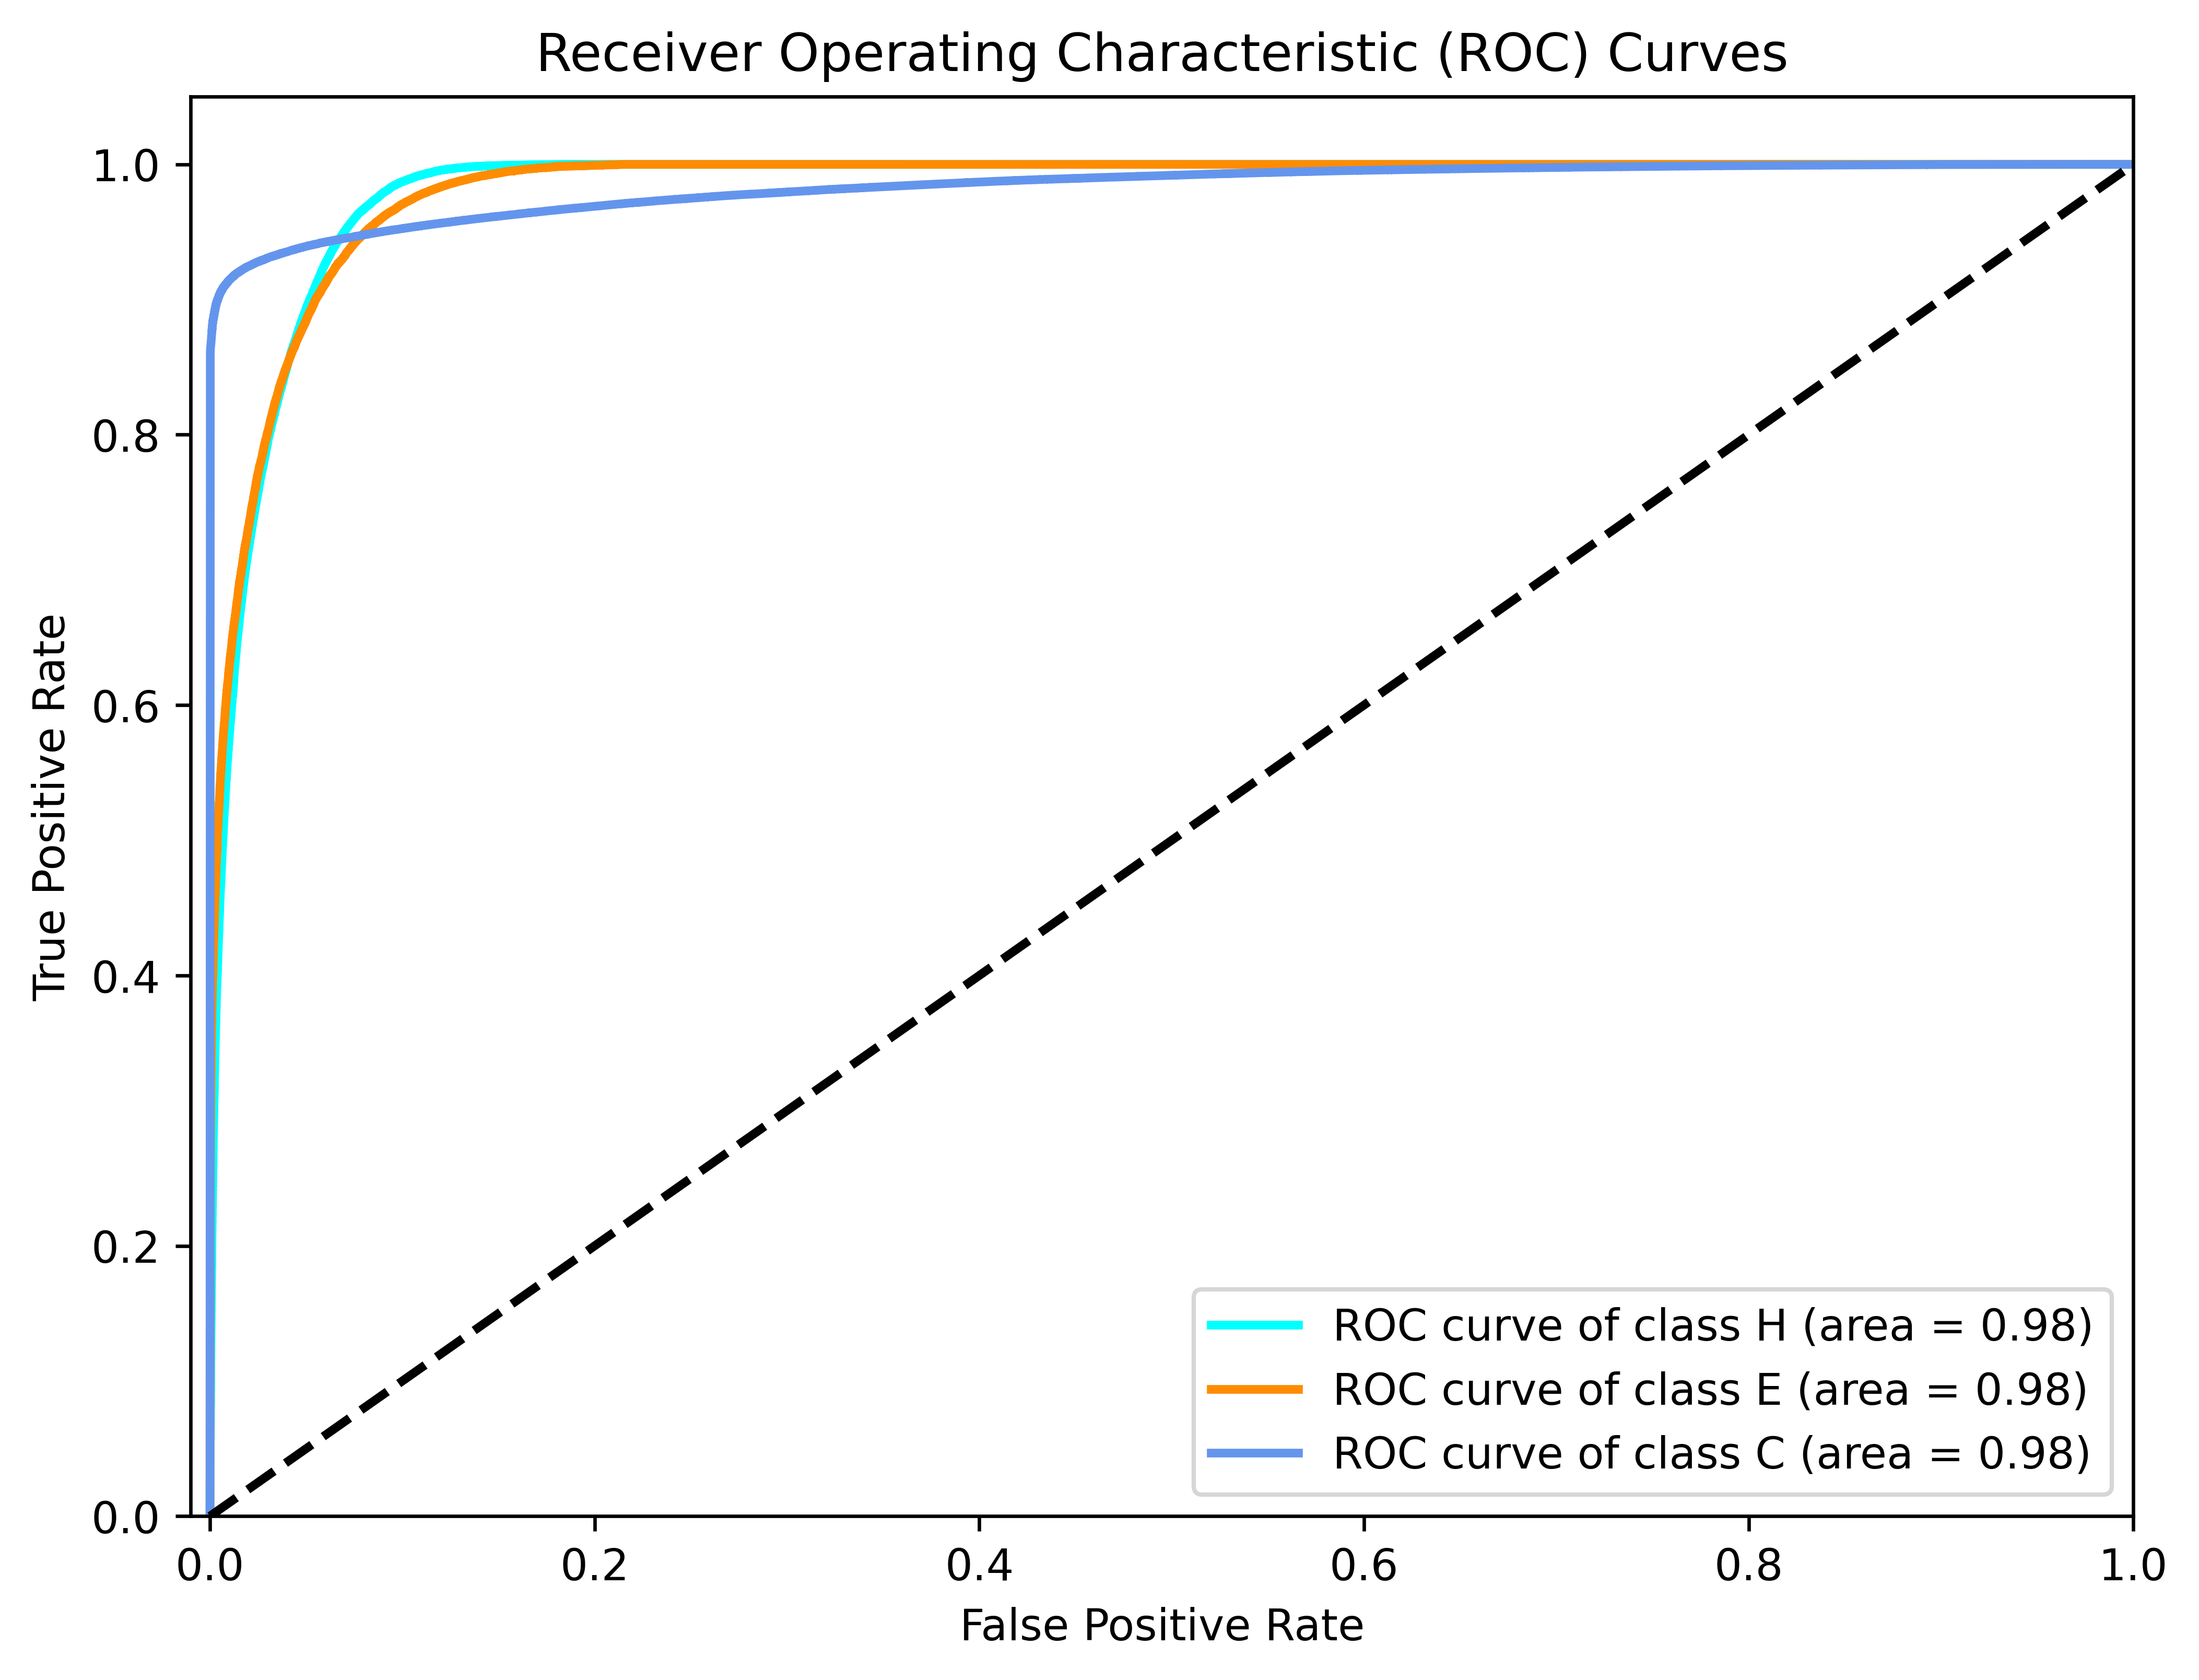 Receiver Operating Characteristic (ROC) Curves
True Positive Rate
1.0
0.8
0.6
0.4
0.2
0.0
ROC curve of class H (area = 0.98)
ROC curve of class E (area = 0.98)
ROC curve of class C (area = 0.98)
0.0 0.2 0.4 0.6 0.8 1.0
False Positive Rate